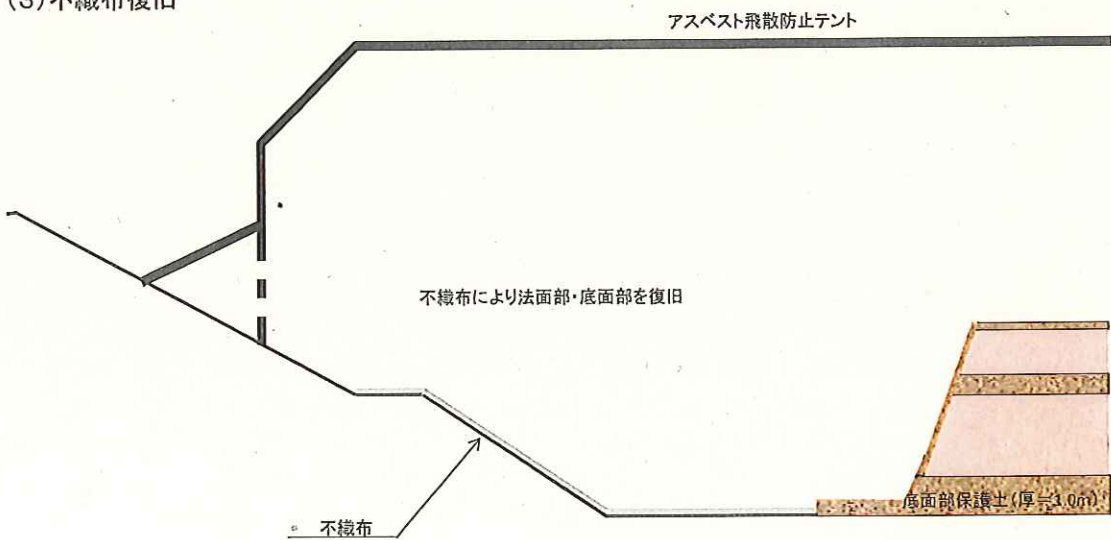 (3)不織布復旧
アスベスト飛散防止テント
不織布により法面部・底面部を復旧
底面部保護土(厚=1.0m)
不織布